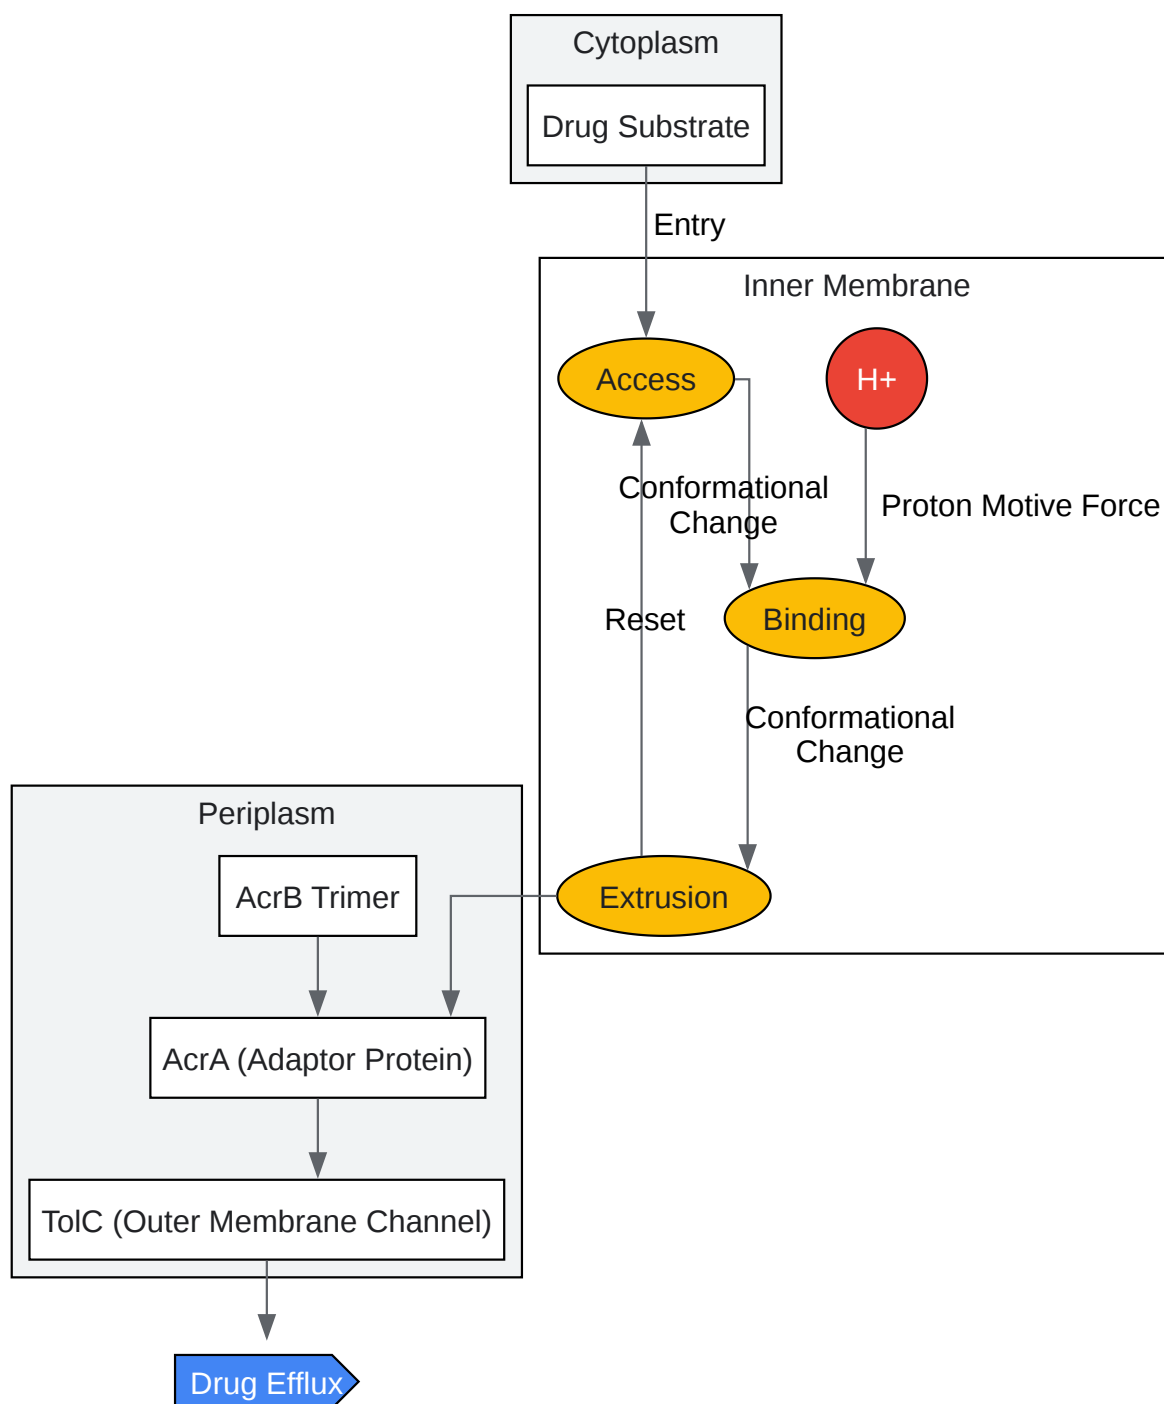 Cytoplasm
Drug Substrate
Entry
Inner Membrane
Access
H+
Conformational
Change
Proton Motive Force
Reset
Binding
Conformational
Change
Periplasm
AcrB Trimer
Extrusion
AcrA (Adaptor Protein)
TolC (Outer Membrane Channel)
Drug Efflux